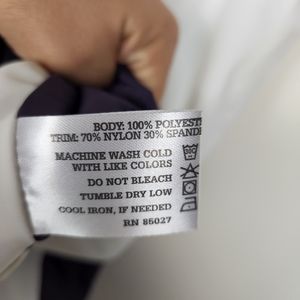 BODY: 100% POLYEST
TRIM: 70% NYLON 30% SPANDE
MACHINE WASH COLD
WITH LIKE COLORS
DO NOT BLEACH
TUMBLE DRY LOW
COOL IRON, IF NEEDED
RN 85027